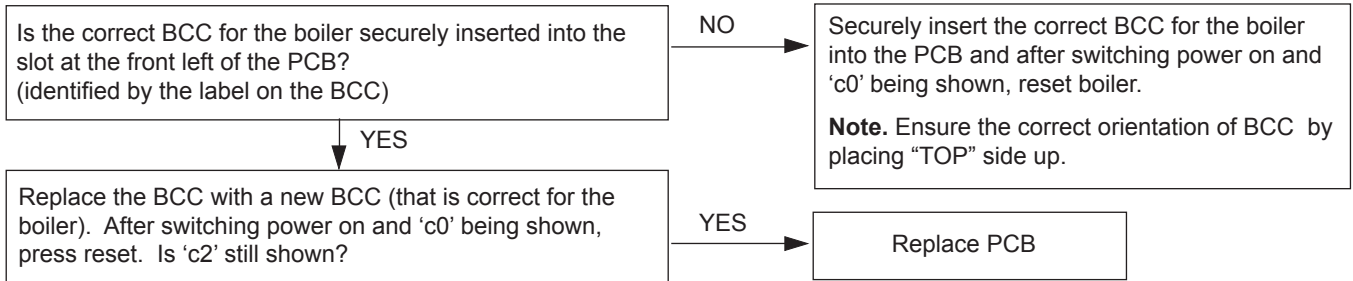 Is the correct BCC for the boiler securely inserted into the
slot at the front left of the PCB?
(identified by the label on the BCC)
NO
Securely insert the correct BCC for the boiler
into the PCB and after switching power on and
‘c0’ being shown, reset boiler.
Note. Ensure the correct orientation of BCC by
placing “TOP” side up.
YES
Replace the BCC with a new BCC (that is correct for the
boiler). After switching power on and ‘c0’ being shown,
press reset. Is ‘c2’ still shown?
YES
Replace PCB